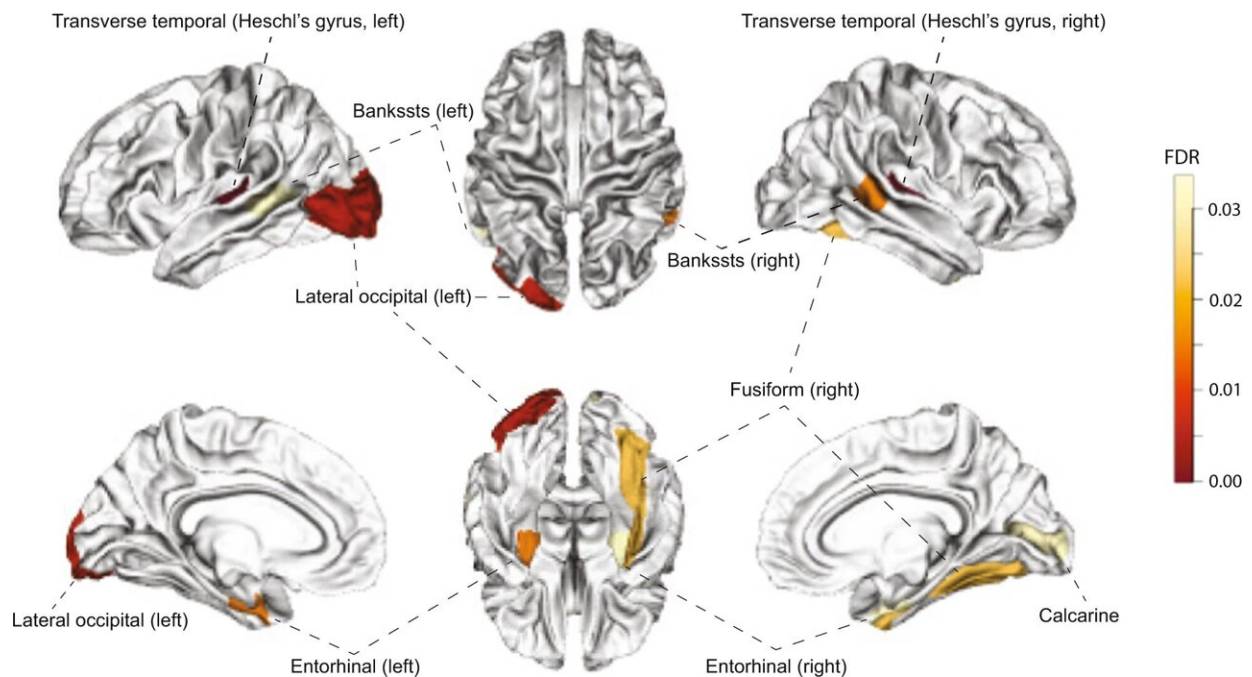 Transverse temporal (Heschl's gyrus, left)
Transverse temporal (Heschl's gyrus, right)
Bankssts (left)
FDR
0.03
Bankssts (right)
Lateral occipital (left)
0.02
Fusiform (right)
0.01
0.00
Lateral occipital (left)
Calcarine
Entorhinal (left)
Entorhinal (right)